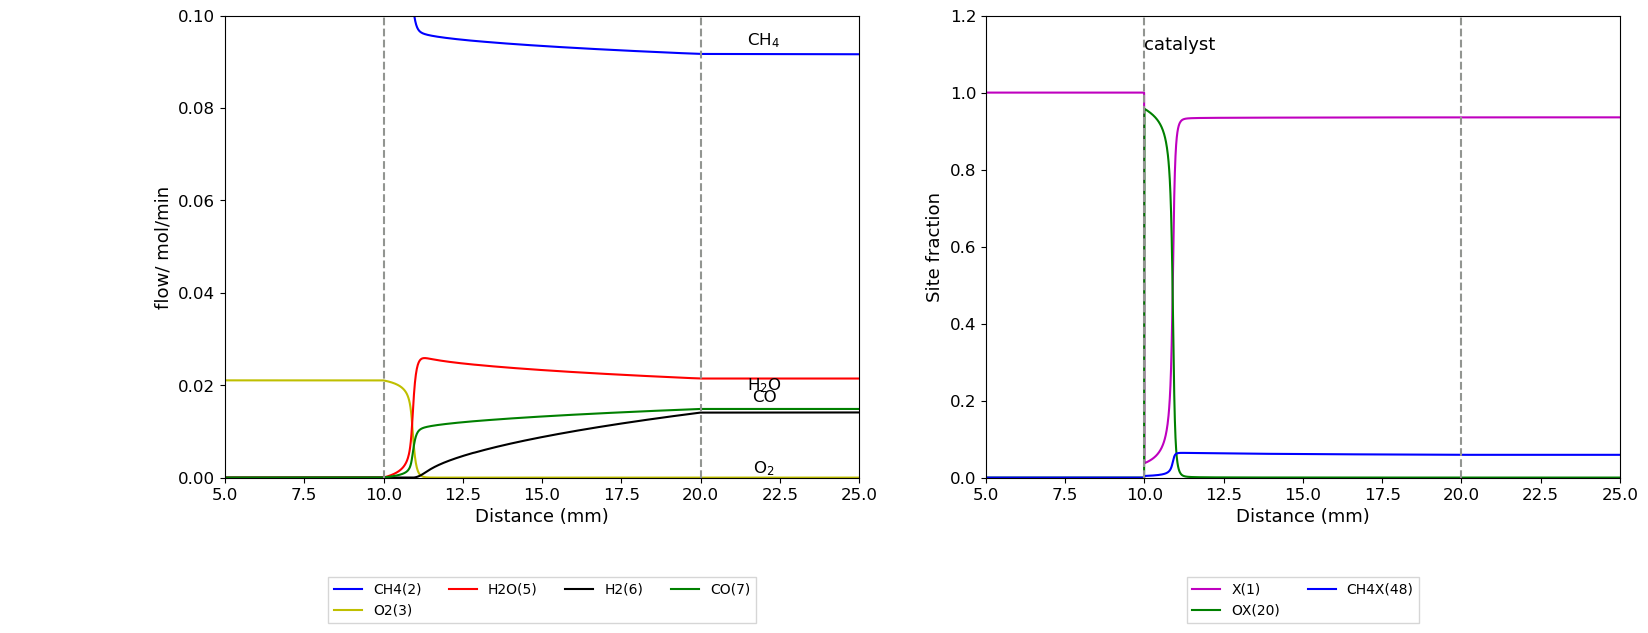 0.10
0.08
0.06
0.04
0.02
0.00
flow/ mol/min
CH₄
H₂O
CO
O₂
5.0 7.5 10.0 12.5 15.0 17.5 20.0 22.5 25.0
Distance (mm)
CH4(2) H2O(5) H2(6) CO(7)
O2(3)
1.2
1.0
0.8
0.6
0.4
0.2
0.0
Site fraction
catalyst
5.0 7.5 10.0 12.5 15.0 17.5 20.0 22.5 25.0
Distance (mm)
X(1) CH4X(48)
OX(20)